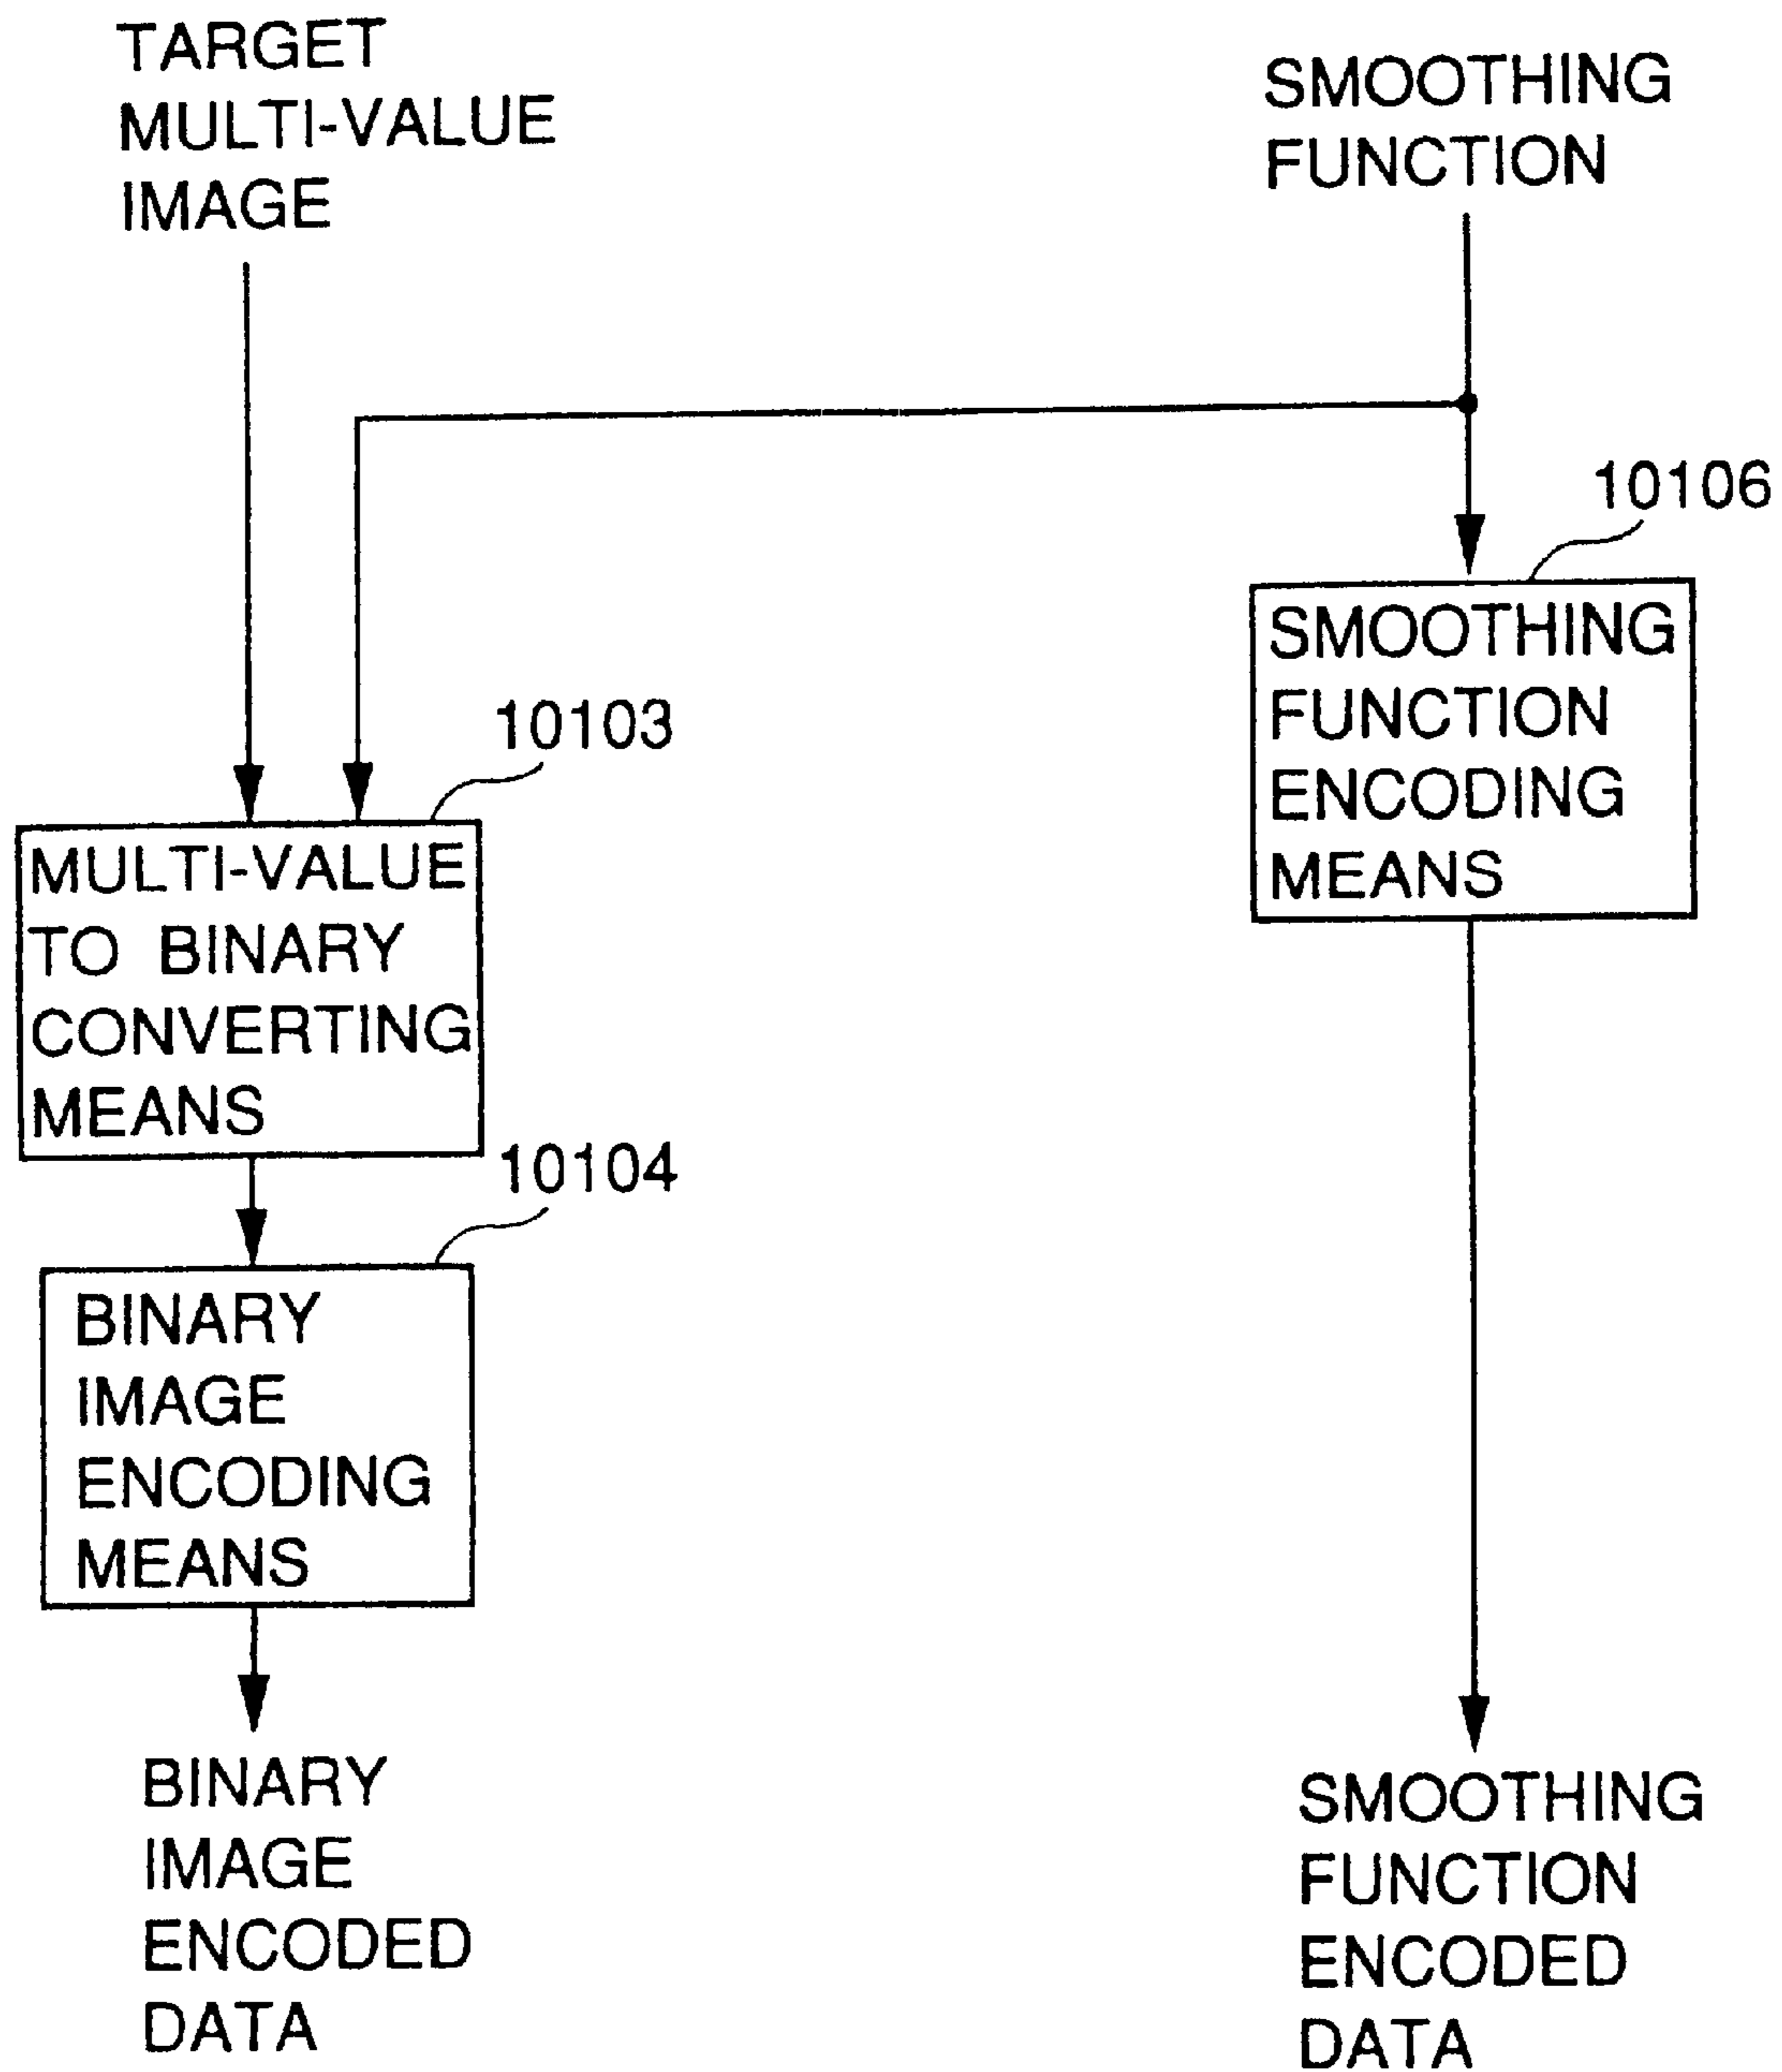 TARGET
MULTI-VALUE
IMAGE
SMOOTHING
FUNCTION
10106
SMOOTHING
FUNCTION
ENCODING
MEANS
10103
MULTI-VALUE
TO BINARY
CONVERTING
MEANS
10104
BINARY
IMAGE
ENCODING
MEANS
BINARY
IMAGE
ENCODED
DATA
SMOOTHING
FUNCTION
ENCODED
DATA